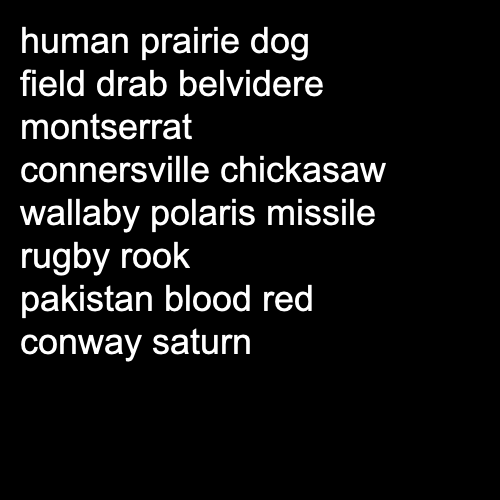 human prairie dog
field drab belvidere
montserrat
connersville chickasaw
wallaby polaris missile
rugby rook
pakistan blood red
conway saturn